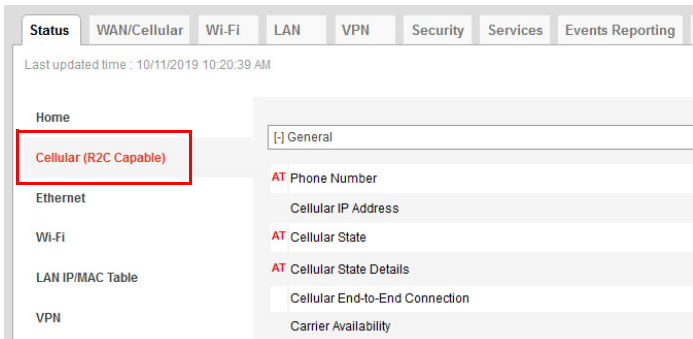 Status WAN/Cellular Wi-Fi LAN VPN Security Services Events Reporting
Last updated time : 10/11/2019 10:20:39 AM
Home
Cellular (R2C Capable)
Ethernet
Wi-Fi
LAN IP/MAC Table
VPN
[-] General
AT Phone Number
Cellular IP Address
AT Cellular State
AT Cellular State Details
Cellular End-to-End Connection
Carrier Availability